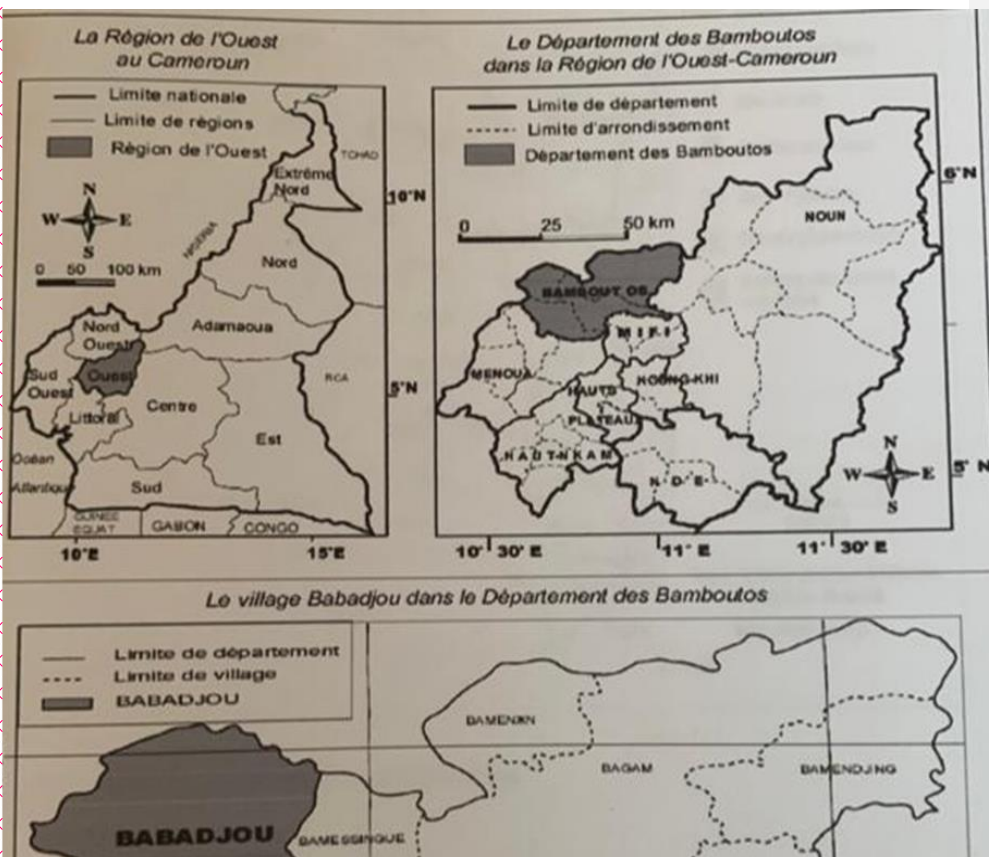 La Région de l'Ouest
au Cameroun
Limite nationale
Limite de régions
Région de l'Ouest
TCHAD
Extrême
Nord
10°N
N
W E
S
NIGERIA
0 50 100 km
Nord
Adamaoua
Nord
Ouest
Sud
Ouest
Ouest
RCA
5°N
Littoral
Centre
Est
Océan
Atlantique
Sud
GUINEE
EQUAT
GABON
CONGO
10°E
15°E
Le Département des Bamboutos
dans la Région de l'Ouest-Cameroun
Limite de département
Limite d'arrondissement
Département des Bamboutos
6°N
0 25 50 km
NOUN
BAMBOUTOS
MIFI
MENOUA
KOUNG-KHI
HAUTS
PLATEAUX
HAUT-NKAM
NDE
N
W E
S
5° N
10° 30' E
11° E
11° 30' E
Le village Babadjou dans le Département des Bamboutos
Limite de département
Limite de village
BABADJOU
BAGAM
BAMENDJING
BABADJOU
BAMESSINGUE